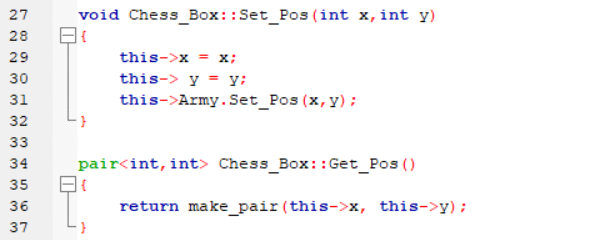 27 void Chess_Box::Set_Pos(int x,int y)
28 {
29     this->x = x;
30     this-> y = y;
31     this->Army.Set_Pos(x,y);
32 }
33
34 pair<int,int> Chess_Box::Get_Pos()
35 {
36     return make_pair(this->x, this->y);
37 }